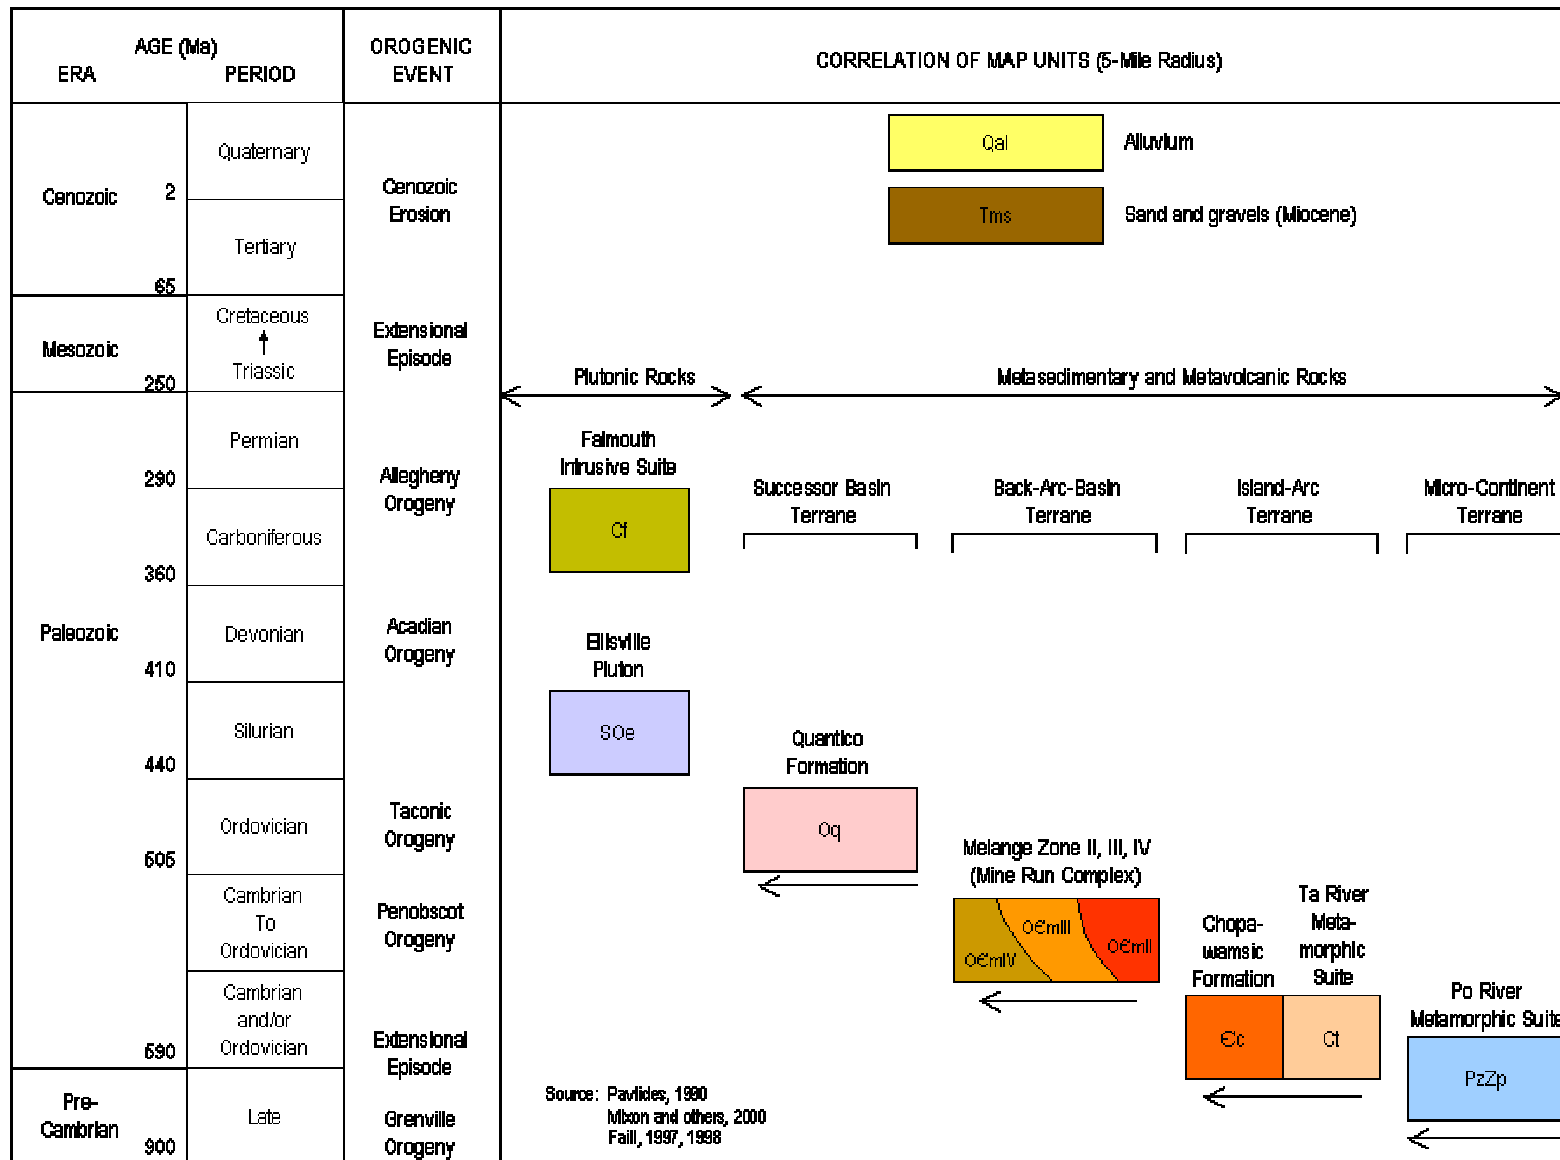 AGE (Ma)
ERA
PERIOD
OROGENIC
EVENT
CORRELATION OF MAP UNITS (5-Mile Radius)
Cenozoic
2
65
Quaternary
Tertiary
Cenozoic
Erosion
Qal
Alluvium
Tms
Sand and gravels (Miocene)
Mesozoic
250
Cretaceous
Triassic
Extensional
Episode
Plutonic Rocks
Metasedimentary and Metavolcanic Rocks
Paleozoic
Permian
290
Carboniferous
360
Devonian
410
Silurian
440
Ordovician
505
Cambrian
To
Ordovician
Cambrian
and/or
Ordovician
590
Allegheny
Orogeny
Acadian
Orogeny
Taconic
Orogeny
Penobscot
Orogeny
Extensional
Episode
Falmouth
Intrusive Suite
Cf
Ellisville
Pluton
SOe
Successor Basin
Terrane
Back-Arc-Basin
Terrane
Island-Arc
Terrane
Micro-Continent
Terrane
Quantico
Formation
Oq
Melange Zone II, III, IV
(Mine Run Complex)
OЄmIV
OЄmIII
OЄmII
Chopa-
wamsic
Formation
Єc
Ta River
Meta-
morphic
Suite
Ct
Po River
Metamorphic Suite
PzZp
Pre-
Cambrian
900
Late
Grenville
Orogeny
Source: Pavlides, 1990
Mixon and others, 2000
Faill, 1997, 1998